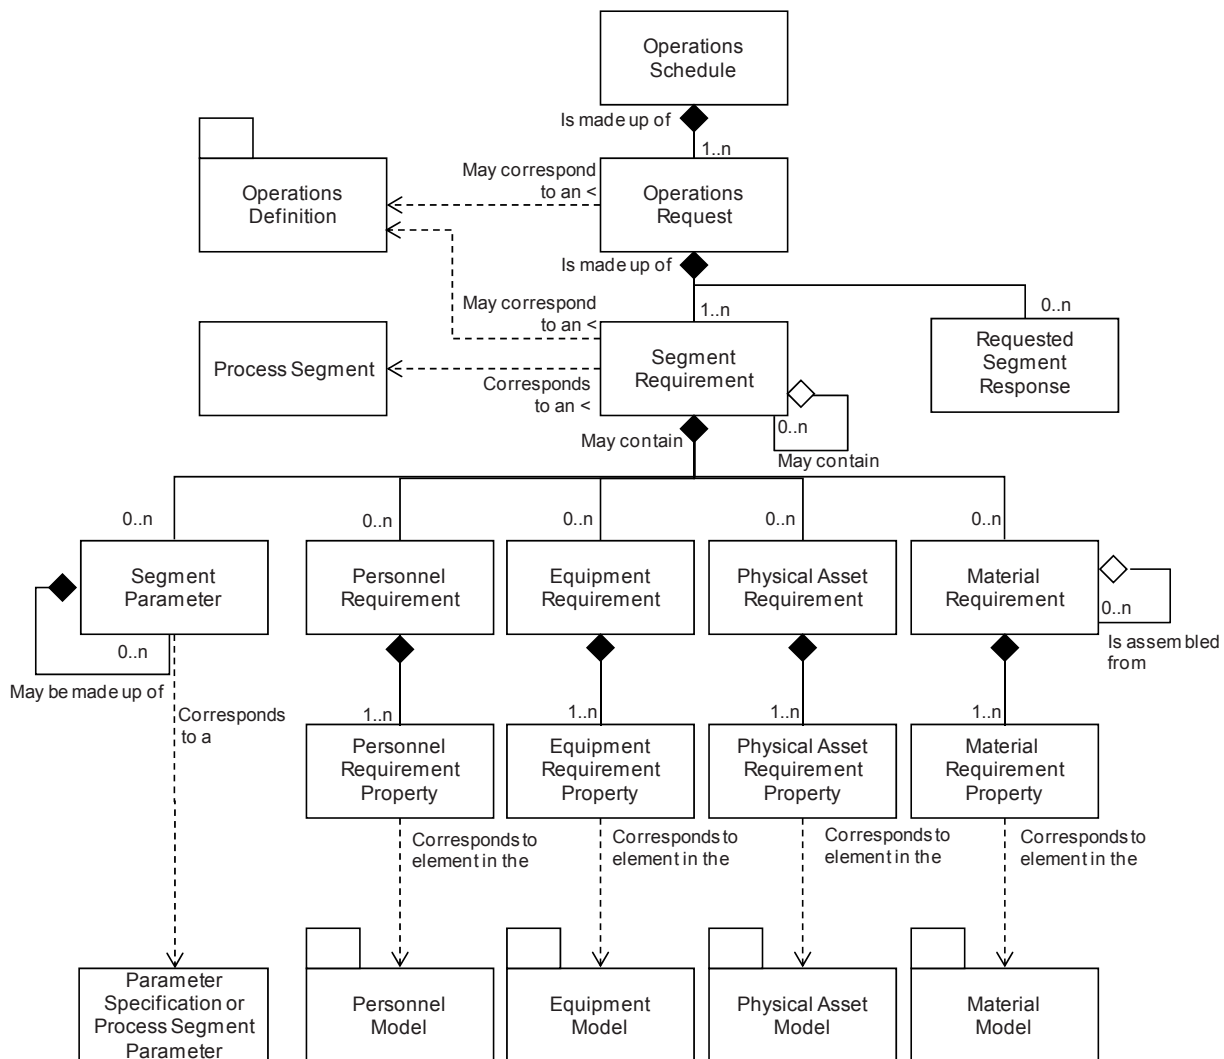 Operations
Schedule
Is made up of
1..n
May correspond
to an <
Operations
Definition
Operations
Request
Is made up of
May correspond
to an <
1..n
0..n
Process Segment
Segment
Requirement
Requested
Segment
Response
Corresponds
to an <
0..n
May contain
May contain
0..n
0..n
0..n
0..n
0..n
Segment
Parameter
Personnel
Requirement
Equipment
Requirement
Physical Asset
Requirement
Material
Requirement
0..n
0..n
Is assembled
from
May be made up of
Corresponds
to a
1..n
1..n
1..n
1..n
Personnel
Requirement
Property
Equipment
Requirement
Property
Physical Asset
Requirement
Property
Material
Requirement
Property
Corresponds to
element in the
Corresponds to
element in the
Corresponds to
element in the
Corresponds to
element in the
Parameter
Specification or
Process Segment
Parameter
Personnel
Model
Equipment
Model
Physical Asset
Model
Material
Model